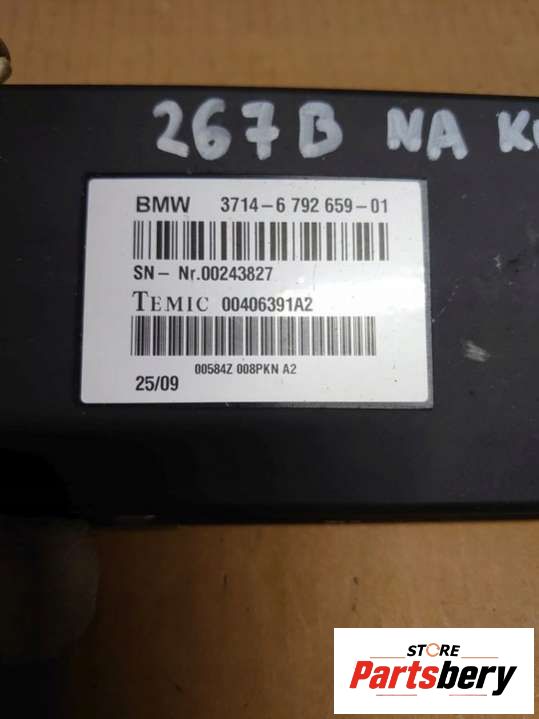 267B NA
BMW 3714-6 792 659-01
SN- Nr.00243827
TEMIC 00406391A2
00584Z 008PKN A2
25/09
STORE
Partsbery